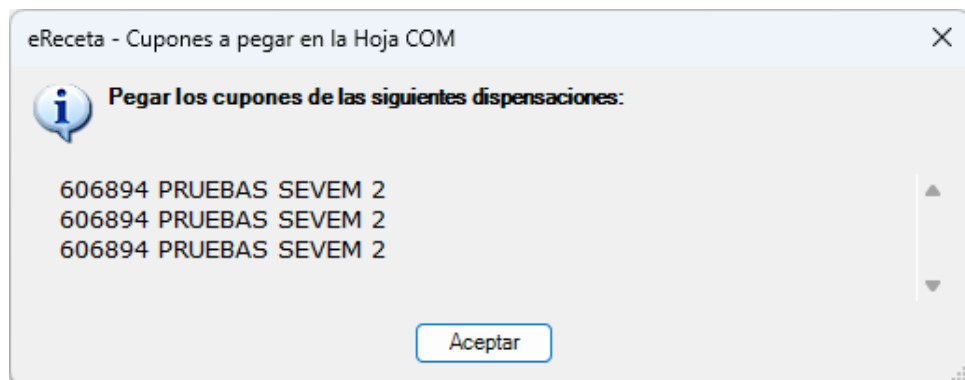 eReceta - Cupones a pegar en la Hoja COM
Pegar los cupones de las siguientes dispensaciones:
606894 PRUEBAS SEVEM 2
606894 PRUEBAS SEVEM 2
606894 PRUEBAS SEVEM 2
Aceptar